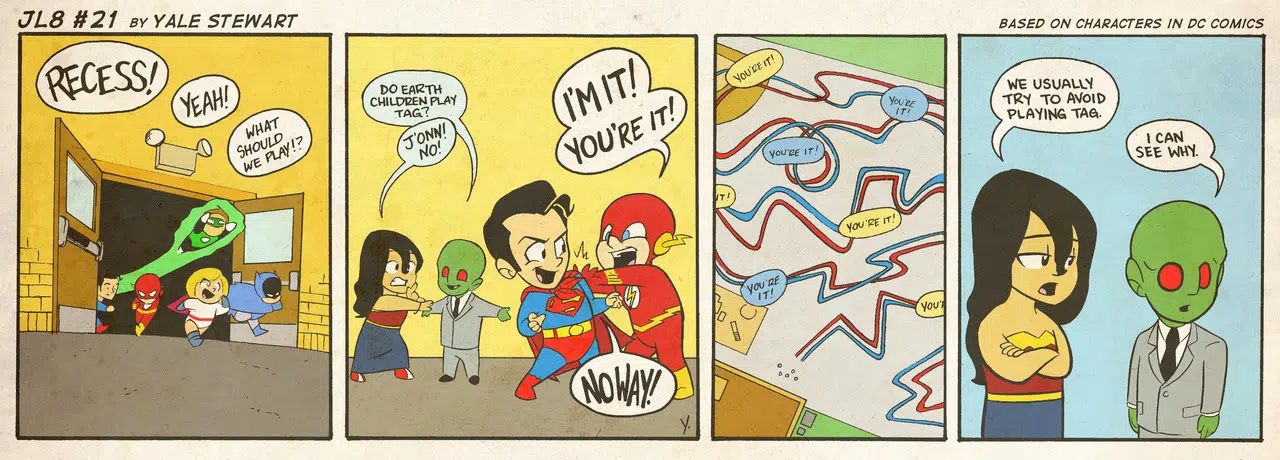 JL8 #21 BY YALE STEWART
BASED ON CHARACTERS IN DC COMICS
RECESS!
YEAH!
WHAT
SHOULD
WE PLAY!?
DO EARTH
CHILDREN PLAY
TAG?
J'ONN!
NO!
I'M IT!
YOU'RE IT!
NO WAY!
Y.
YOU'RE IT!
YOU'RE
IT!
YOU'RE IT!
IT!
YOU'RE IT!
YOU'RE
IT!
YOU'R
WE USUALLY
TRY TO AVOID
PLAYING TAG.
I CAN
SEE WHY.